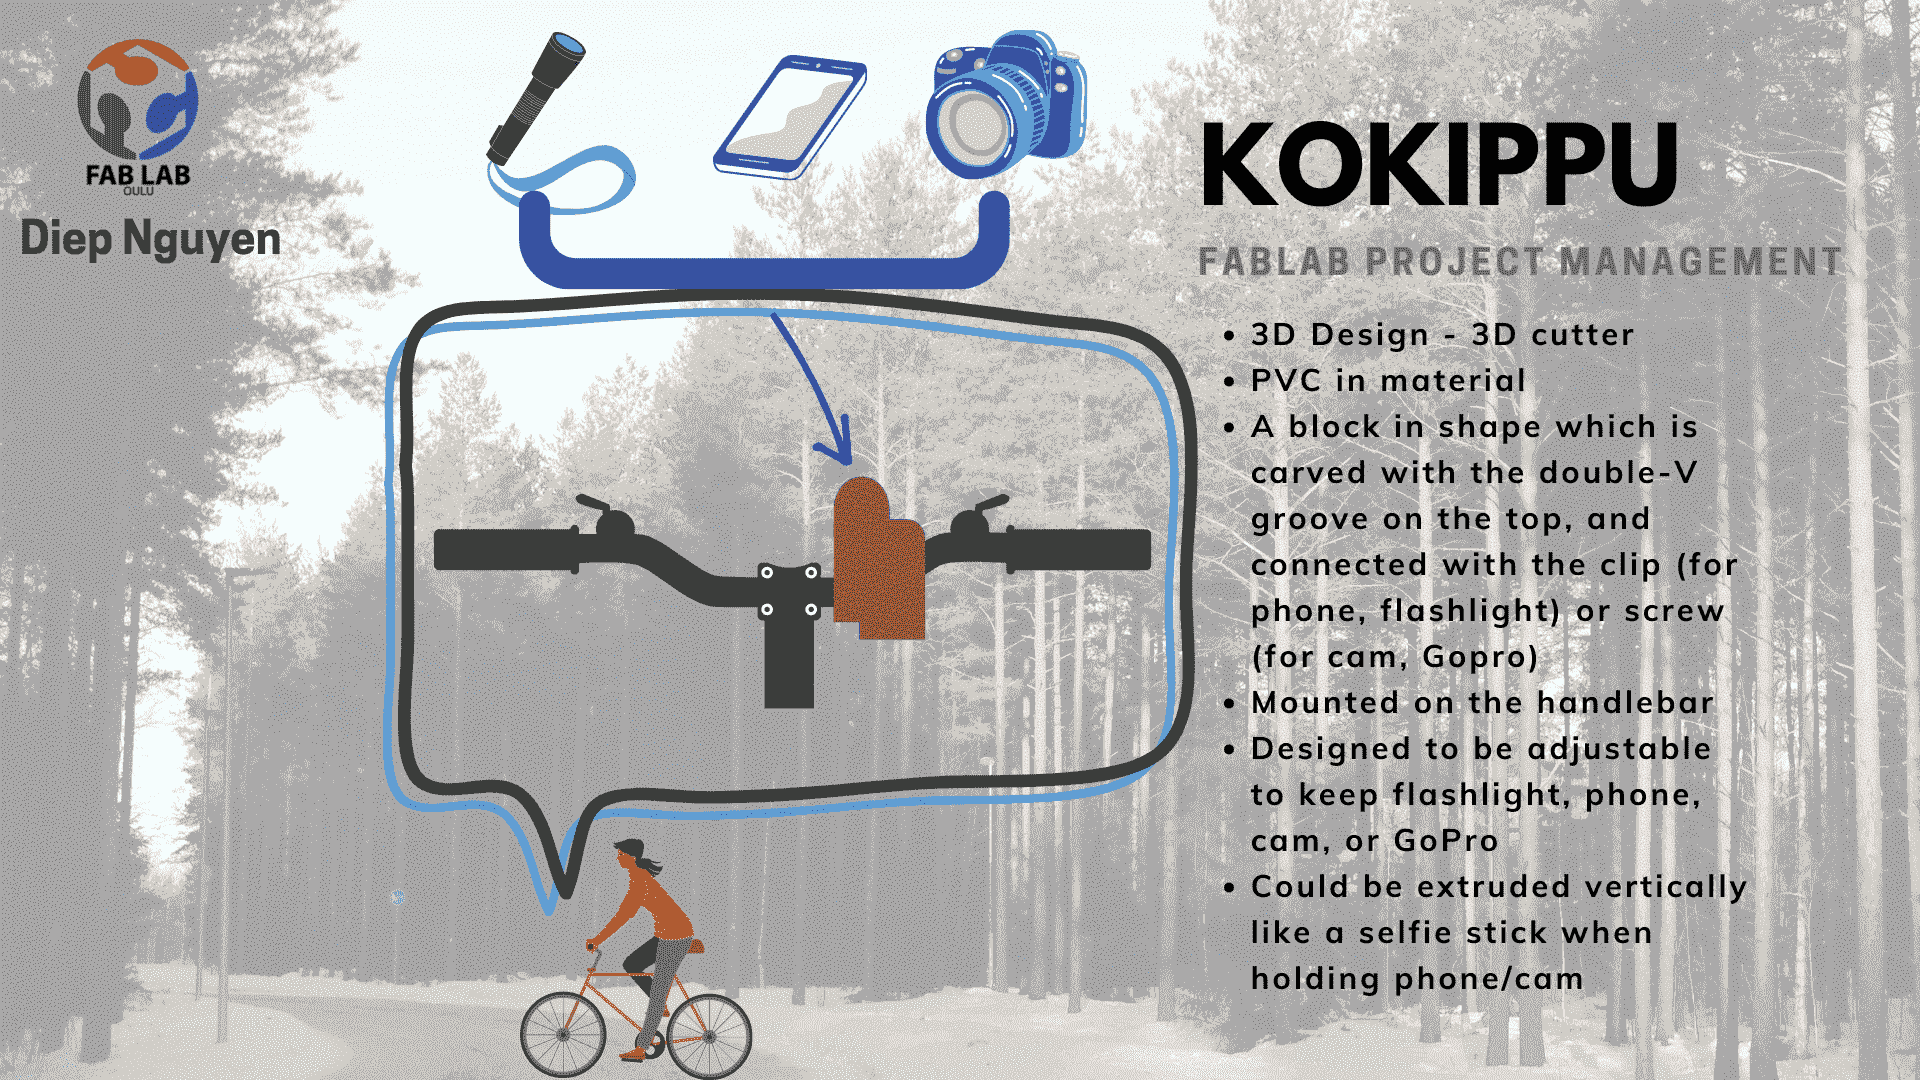 FAB LAB
OULU
Diep Nguyen
KOKIPPU
FABLAB PROJECT MANAGEMENT
• 3D Design - 3D cutter
• PVC in material
• A block in shape which is
carved with the double-V
groove on the top, and
connected with the clip (for
phone, flashlight) or screw
(for cam, Gopro)
• Mounted on the handlebar
• Designed to be adjustable
to keep flashlight, phone,
cam, or GoPro
• Could be extruded vertically
like a selfie stick when
holding phone/cam